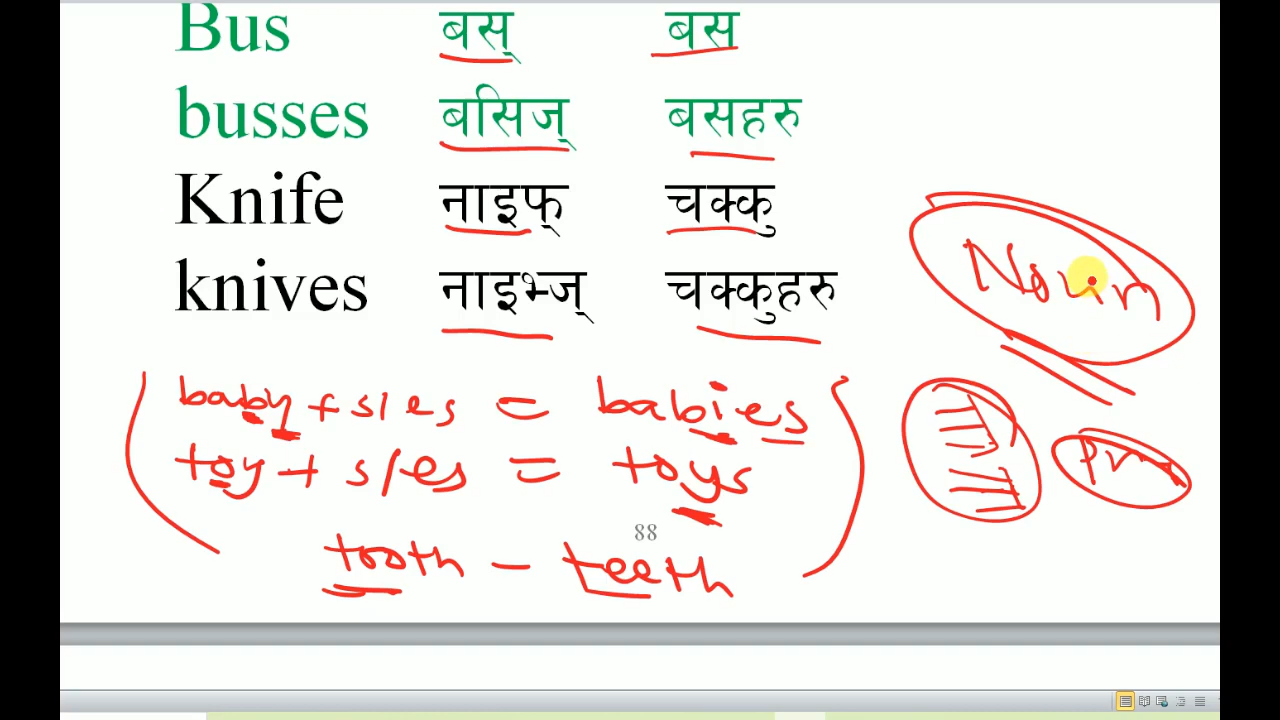 Bus बस् बस
busses बसिज् बसहरु
Knife नाइफ् चक्कु
knives नाइभ्ज् चक्कुहरु
Noun
baby + s/es = babies
toy + s/es = toys
88
tooth - teeth